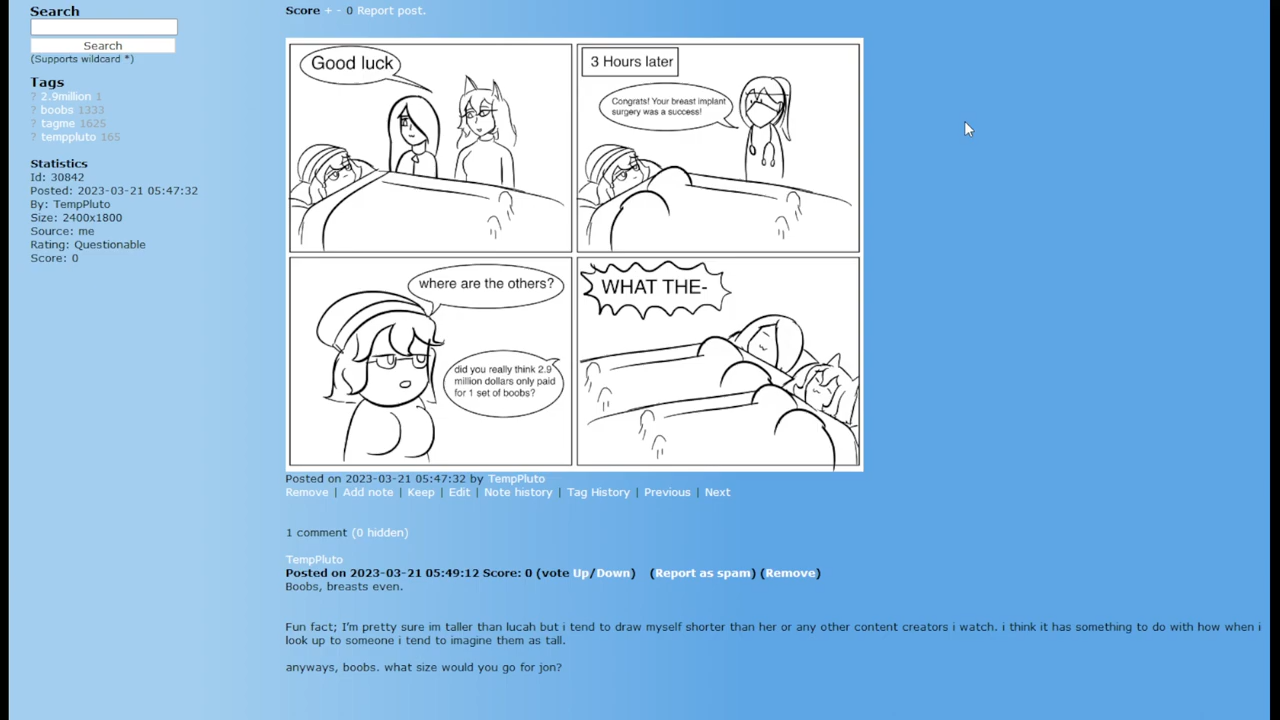 Search
Search
(Supports wildcard *)
Tags
? 2.9million 1
? boobs 1333
? tagme 1625
? temppluto 165
Statistics
Id: 30842
Posted: 2023-03-21 05:47:32
By: TempPluto
Size: 2400x1800
Source: me
Rating: Questionable
Score: 0
Score + - 0 Report post.
Good luck
3 Hours later
Congrats! Your breast implant
surgery was a success!
where are the others?
did you really think 2.9
million dollars only paid
for 1 set of boobs?
WHAT THE-
Posted on 2023-03-21 05:47:32 by TempPluto
Remove | Add note | Keep | Edit | Note history | Tag History | Previous | Next
1 comment (0 hidden)
TempPluto
Posted on 2023-03-21 05:49:12 Score: 0 (vote Up/Down) (Report as spam) (Remove)
Boobs, breasts even.
Fun fact; I'm pretty sure im taller than lucah but i tend to draw myself shorter than her or any other content creators i watch. i think it has something to do with how when i
look up to someone i tend to imagine them as tall.
anyways, boobs. what size would you go for jon?